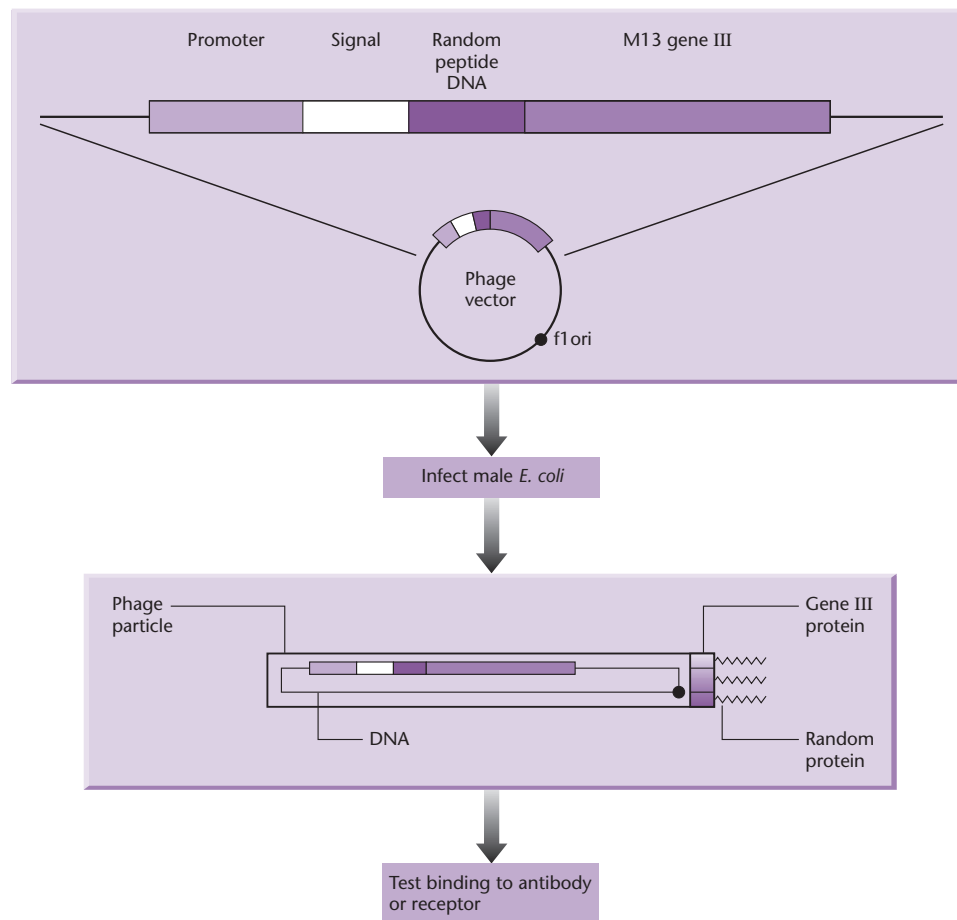 Promoter
Signal
Random
peptide
DNA
M13 gene III
Phage
vector
f1 ori
Infect male E. coli
Phage
particle
Gene III
protein
DNA
Random
protein
Test binding to antibody
or receptor